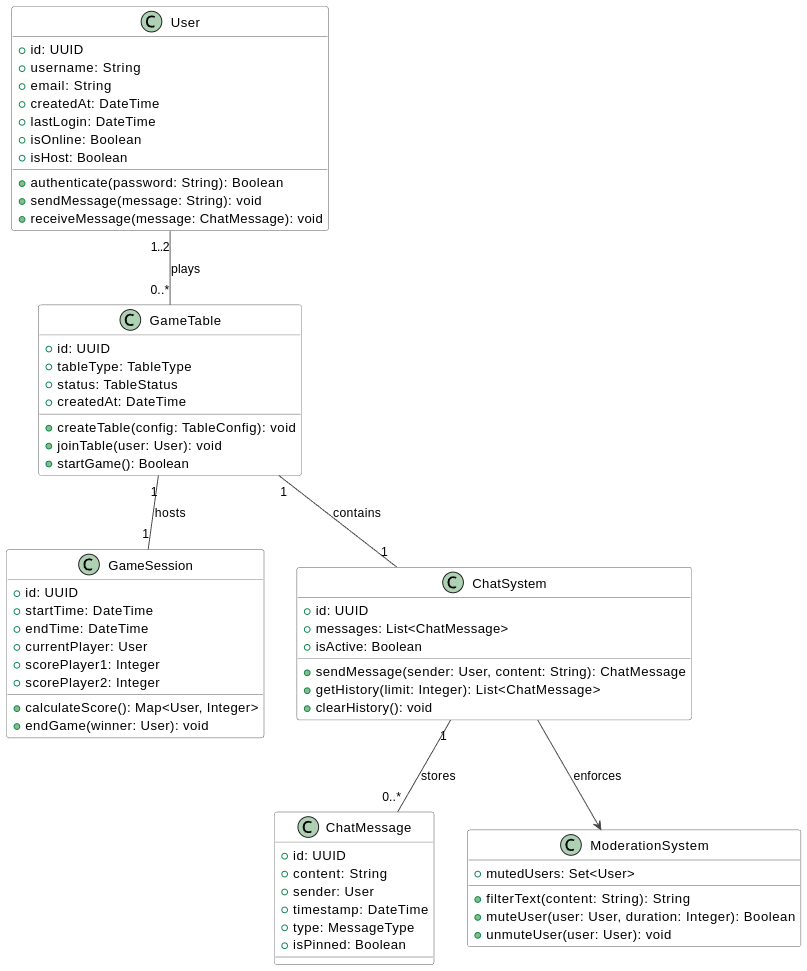 C User
id: UUID
username: String
email: String
createdAt: DateTime
lastLogin: DateTime
isOnline: Boolean
isHost: Boolean
authenticate(password: String): Boolean
sendMessage(message: String): void
receiveMessage(message: ChatMessage): void
1..2
plays
0..*
C GameTable
id: UUID
tableType: TableType
status: TableStatus
createdAt: DateTime
createTable(config: TableConfig): void
joinTable(user: User): void
startGame(): Boolean
1
hosts
1
1
contains
1
C GameSession
id: UUID
startTime: DateTime
endTime: DateTime
currentPlayer: User
scorePlayer1: Integer
scorePlayer2: Integer
calculateScore(): Map<User, Integer>
endGame(winner: User): void
C ChatSystem
id: UUID
messages: List<ChatMessage>
isActive: Boolean
sendMessage(sender: User, content: String): ChatMessage
getHistory(limit: Integer): List<ChatMessage>
clearHistory(): void
1
stores
0..*
enforces
C ChatMessage
id: UUID
content: String
sender: User
timestamp: DateTime
type: MessageType
isPinned: Boolean
C ModerationSystem
mutedUsers: Set<User>
filterText(content: String): String
muteUser(user: User, duration: Integer): Boolean
unmuteUser(user: User): void